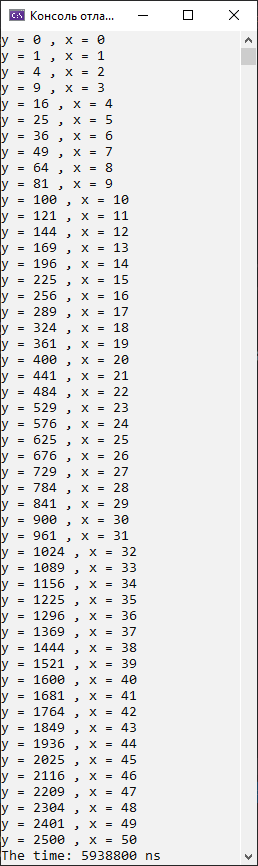 Консоль отла...
y = 0 , x = 0
y = 1 , x = 1
y = 4 , x = 2
y = 9 , x = 3
y = 16 , x = 4
y = 25 , x = 5
y = 36 , x = 6
y = 49 , x = 7
y = 64 , x = 8
y = 81 , x = 9
y = 100 , x = 10
y = 121 , x = 11
y = 144 , x = 12
y = 169 , x = 13
y = 196 , x = 14
y = 225 , x = 15
y = 256 , x = 16
y = 289 , x = 17
y = 324 , x = 18
y = 361 , x = 19
y = 400 , x = 20
y = 441 , x = 21
y = 484 , x = 22
y = 529 , x = 23
y = 576 , x = 24
y = 625 , x = 25
y = 676 , x = 26
y = 729 , x = 27
y = 784 , x = 28
y = 841 , x = 29
y = 900 , x = 30
y = 961 , x = 31
y = 1024 , x = 32
y = 1089 , x = 33
y = 1156 , x = 34
y = 1225 , x = 35
y = 1296 , x = 36
y = 1369 , x = 37
y = 1444 , x = 38
y = 1521 , x = 39
y = 1600 , x = 40
y = 1681 , x = 41
y = 1764 , x = 42
y = 1849 , x = 43
y = 1936 , x = 44
y = 2025 , x = 45
y = 2116 , x = 46
y = 2209 , x = 47
y = 2304 , x = 48
y = 2401 , x = 49
y = 2500 , x = 50
The time: 5938800 ns